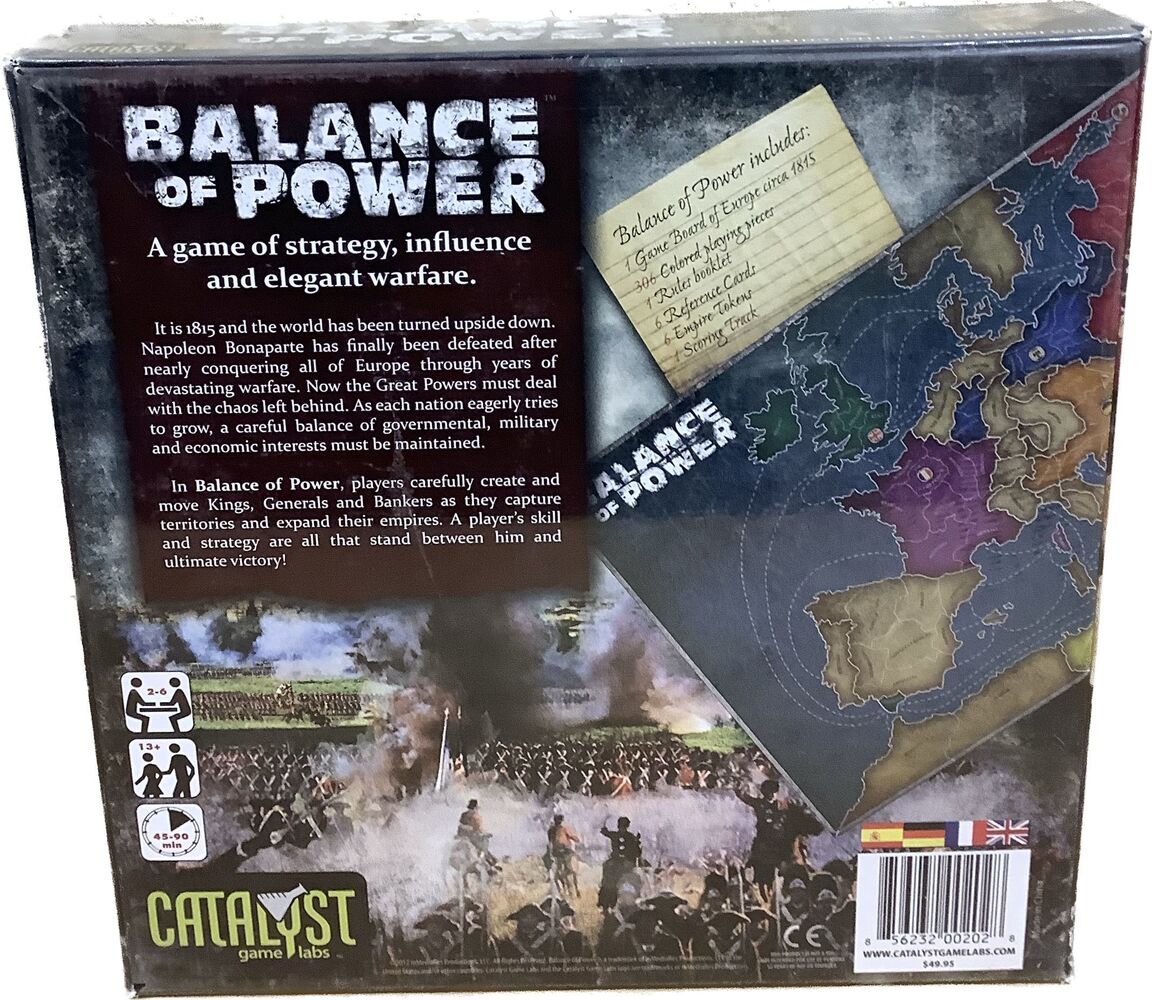 BALANCE
OF POWER
A game of strategy, influence
and elegant warfare.
It is 1815 and the world has been turned upside down.
Napoleon Bonaparte has finally been defeated after
nearly conquering all of Europe through years of
devastating warfare. Now the Great Powers must deal
with the chaos left behind. As each nation eagerly tries
to grow, a careful balance of governmental, military
and economic interests must be maintained.
In Balance of Power, players carefully create and
move Kings, Generals and Bankers as they capture
territories and expand their empires. A player's skill
and strategy are all that stand between him and
ultimate victory!
Balance of Power includes:
1 Game Board of Europe circa 1815
306 Colored playing pieces
1 Rules booklet
6 Reference Cards
6 Empire Tokens
1 Scoring Track
ALANCE
OF POWER
2-6
13+
45-90
min
CATALYST
game labs
CE
8 56232 00202 8
WWW.CATALYSTGAMELABS.COM
$49.95
Made in China